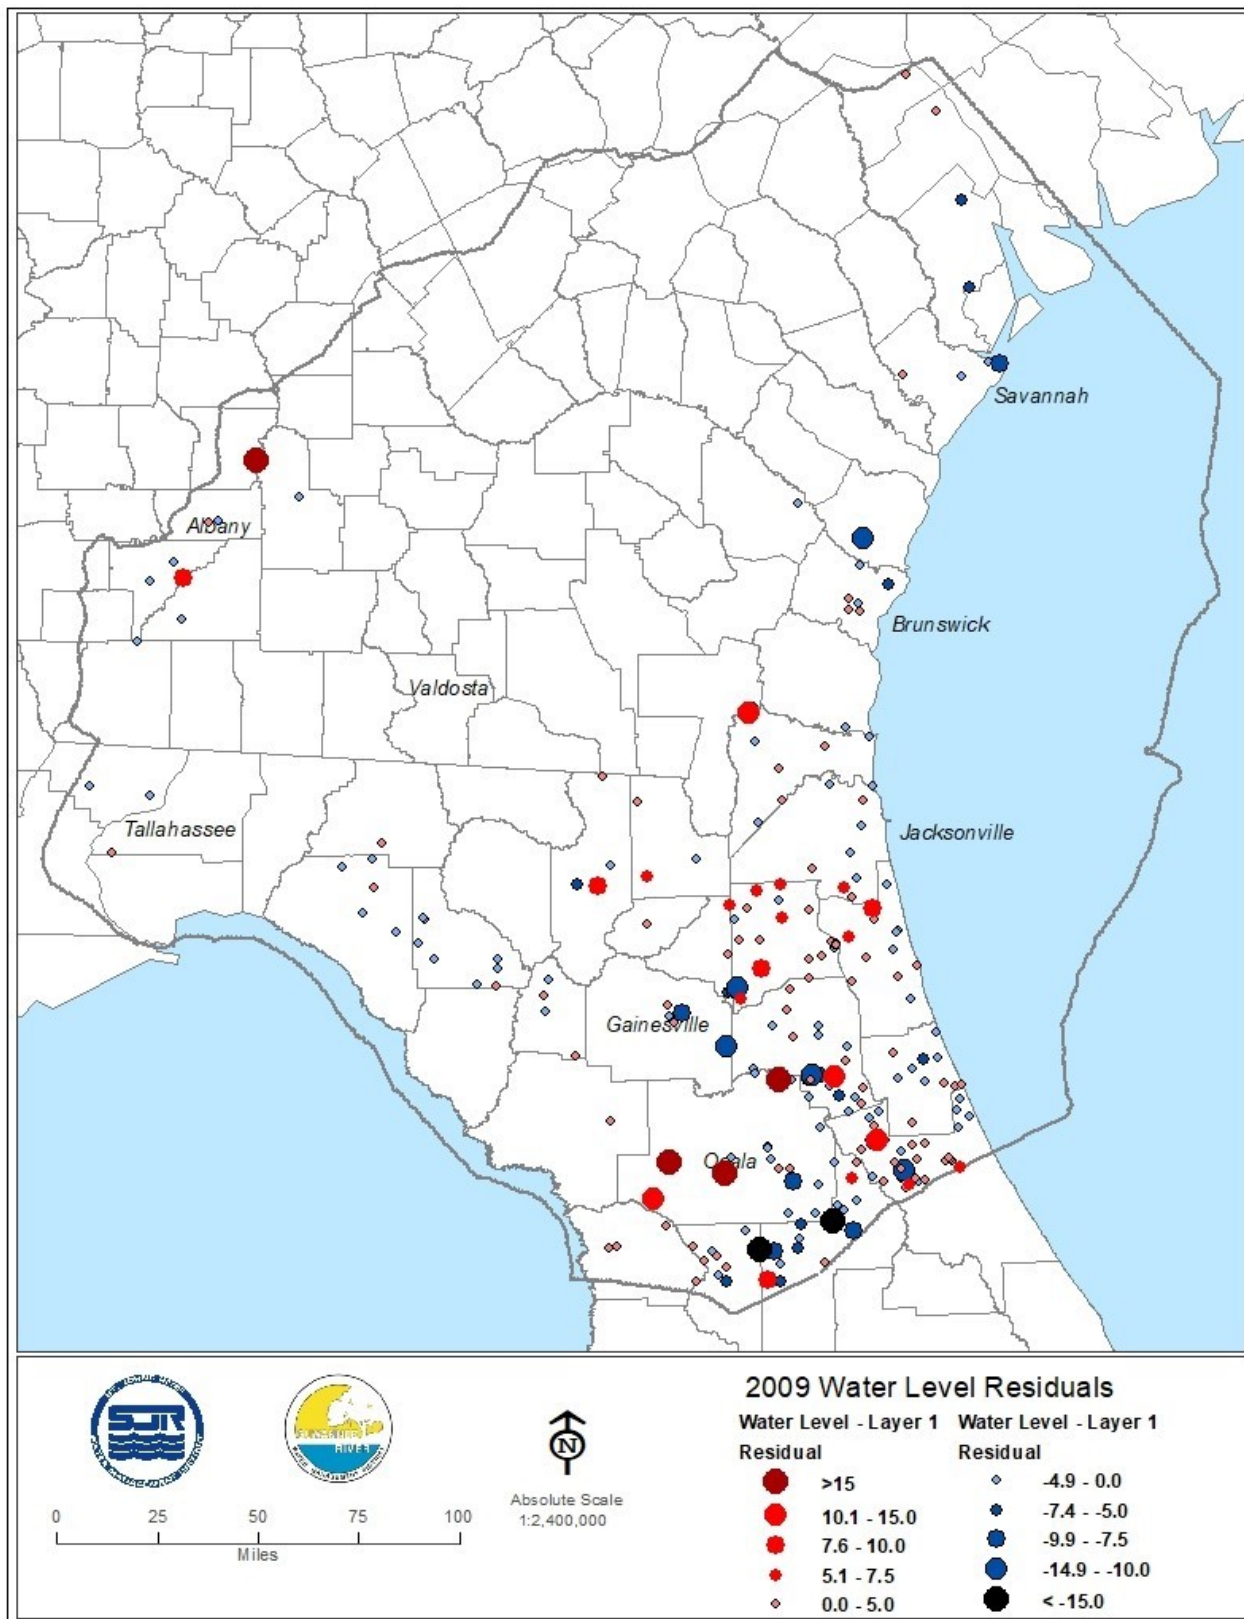 Savannah
Albany
Brunswick
Valdosta
Tallahassee
Jacksonville
Gainesville
Ocala
SJR
RIVER
0 25 50 75 100
Miles
N
Absolute Scale
1:2,400,000
2009 Water Level Residuals
Water Level - Layer 1 Water Level - Layer 1
Residual Residual
>15 -4.9 - 0.0
10.1 - 15.0 -7.4 - -5.0
7.6 - 10.0 -9.9 - -7.5
5.1 - 7.5 -14.9 - -10.0
0.0 - 5.0 < -15.0